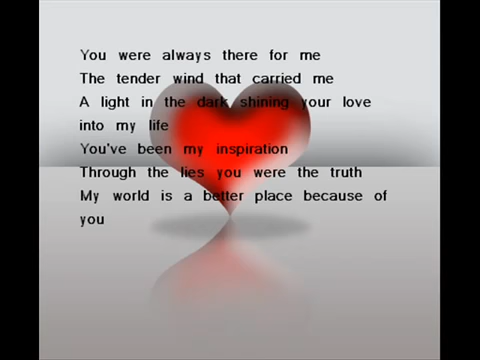 You were always there for me
The tender wind that carried me
A light in the dark shining your love
into my life
You've been my inspiration
Through the lies you were the truth
My world is a better place because of
you